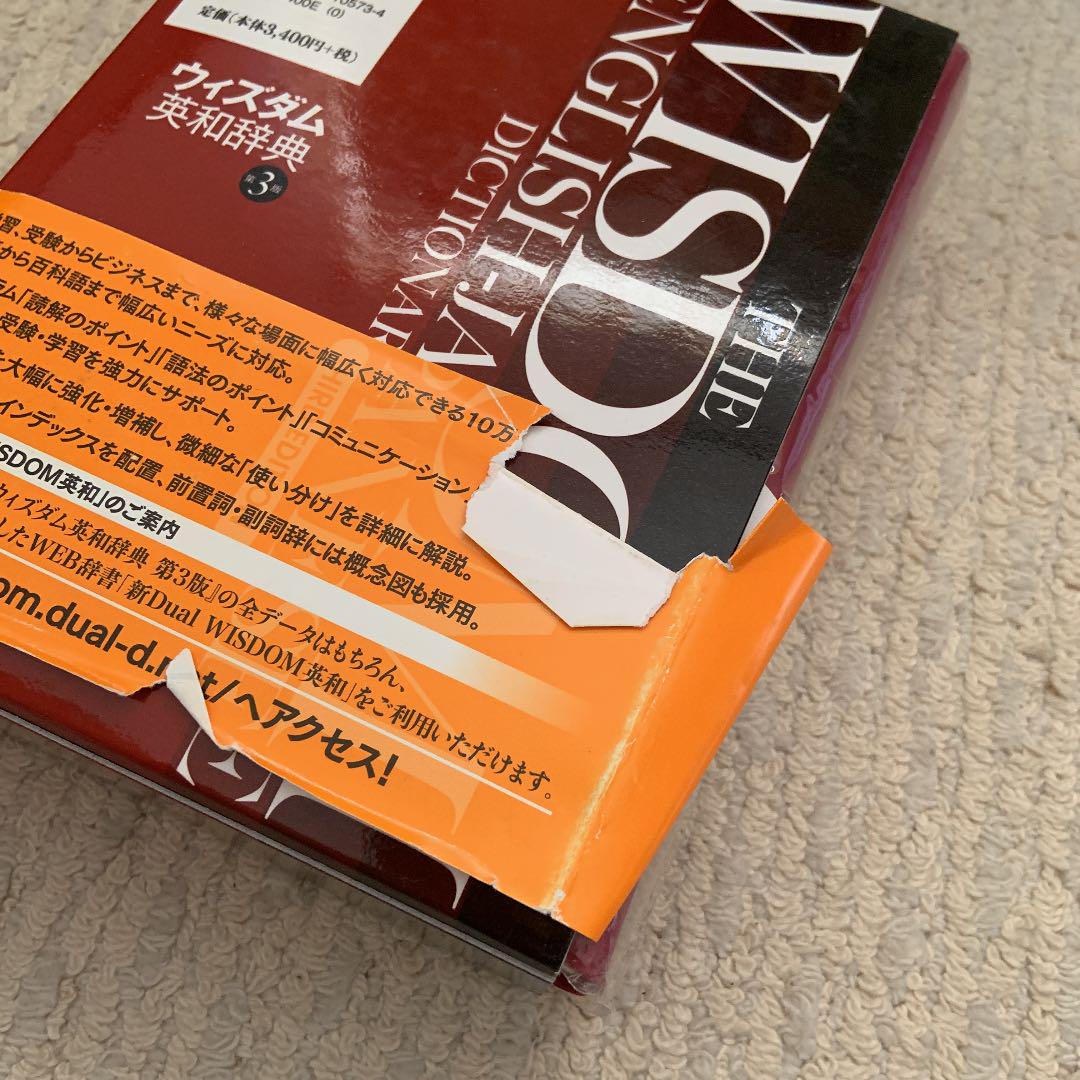 10573-4
00E (0)
定価(本体3,400円+税)
ウィズダム
英和辞典
第3版
THE
WISDO
ENGLISH-JA
DICTIONAR
習、受験からビジネスまで、様々な場面に幅広く対応できる10万
から百科語まで幅広いニーズに対応。
ラム「読解のポイント」「語法のポイント」「コミュニケーション
受験・学習を強力にサポート。
大幅に強化・増補し、微細な「使い分け」を詳細に解説。
インデックスを配置、前置詞・副詞辞には概念図も採用。
ISDOM英和」のご案内
ウィズダム英和辞典 第3版』の全データはもちろん、
したWEB辞書「新Dual WISDOM英和」をご利用いただけます。
om.dual-d.net/へアクセス!